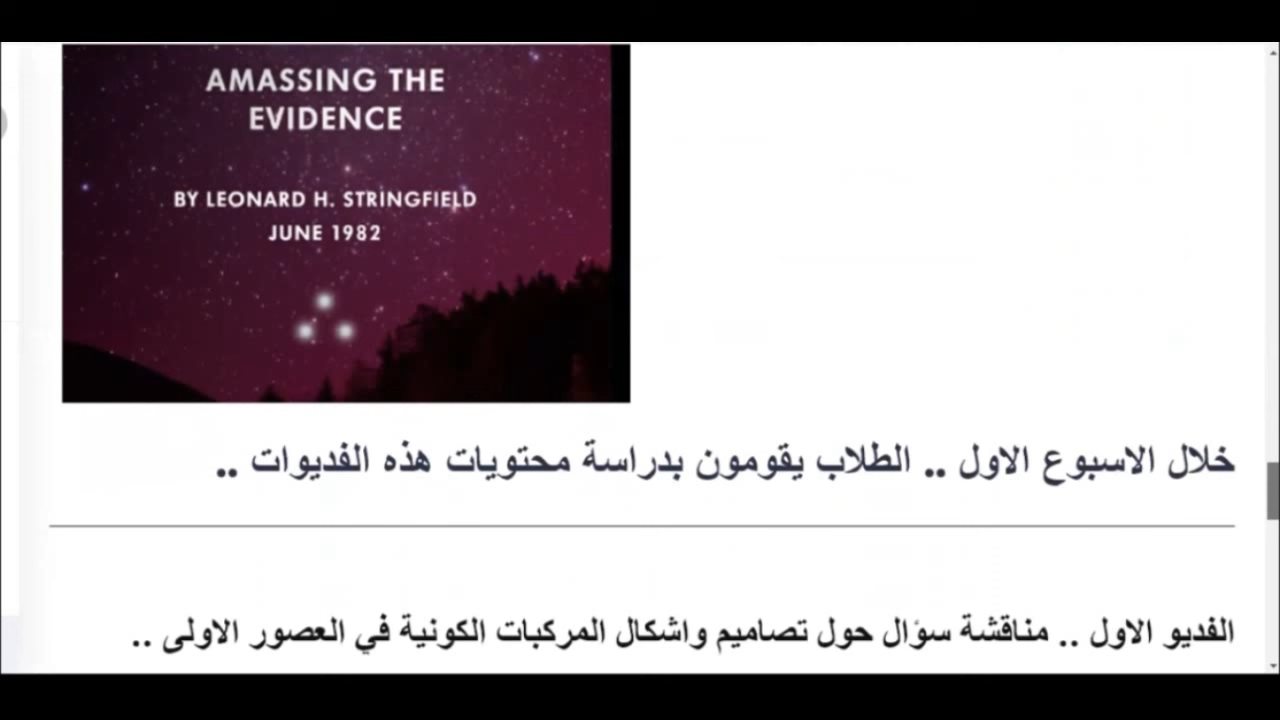 AMASSING THE
EVIDENCE
BY LEONARD H. STRINGFIELD
JUNE 1982
خلال الاسبوع الاول .. الطلاب يقومون بدراسة محتويات هذه الفديوات ..
الفديو الاول .. مناقشة سؤال حول تصاميم واشكال المركبات الكونية في العصور الاولى ..